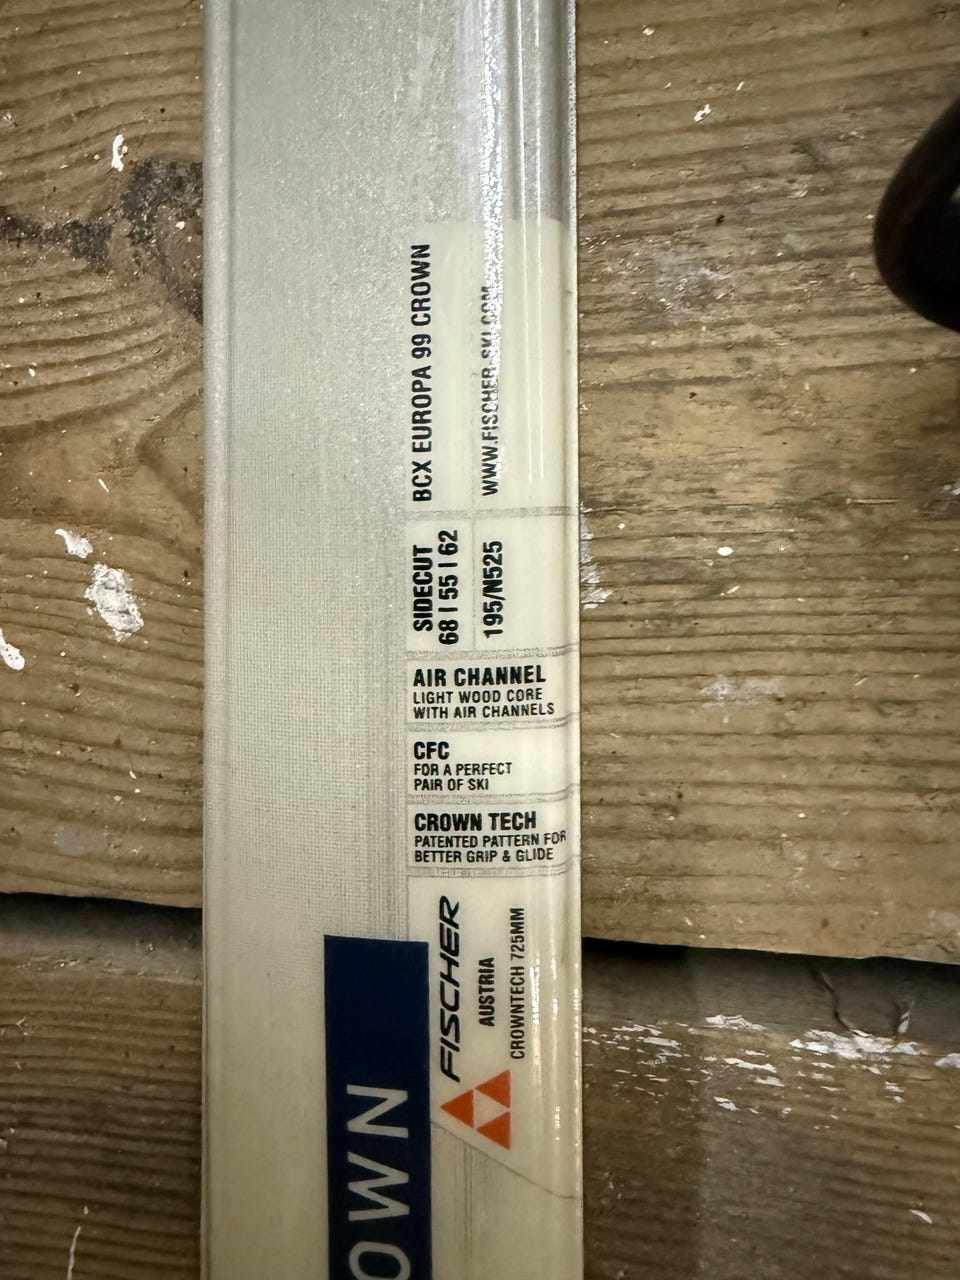 BCX EUROPA 99 CROWN
WWW.FISCHER-SKI.COM
SIDECUT
68 | 55 | 62
195/N525
AIR CHANNEL
LIGHT WOOD CORE
WITH AIR CHANNELS
CFC
FOR A PERFECT
PAIR OF SKI
CROWN TECH
PATENTED PATTERN FOR
BETTER GRIP & GLIDE
FISCHER
AUSTRIA
CROWNTECH 725MM
OWN